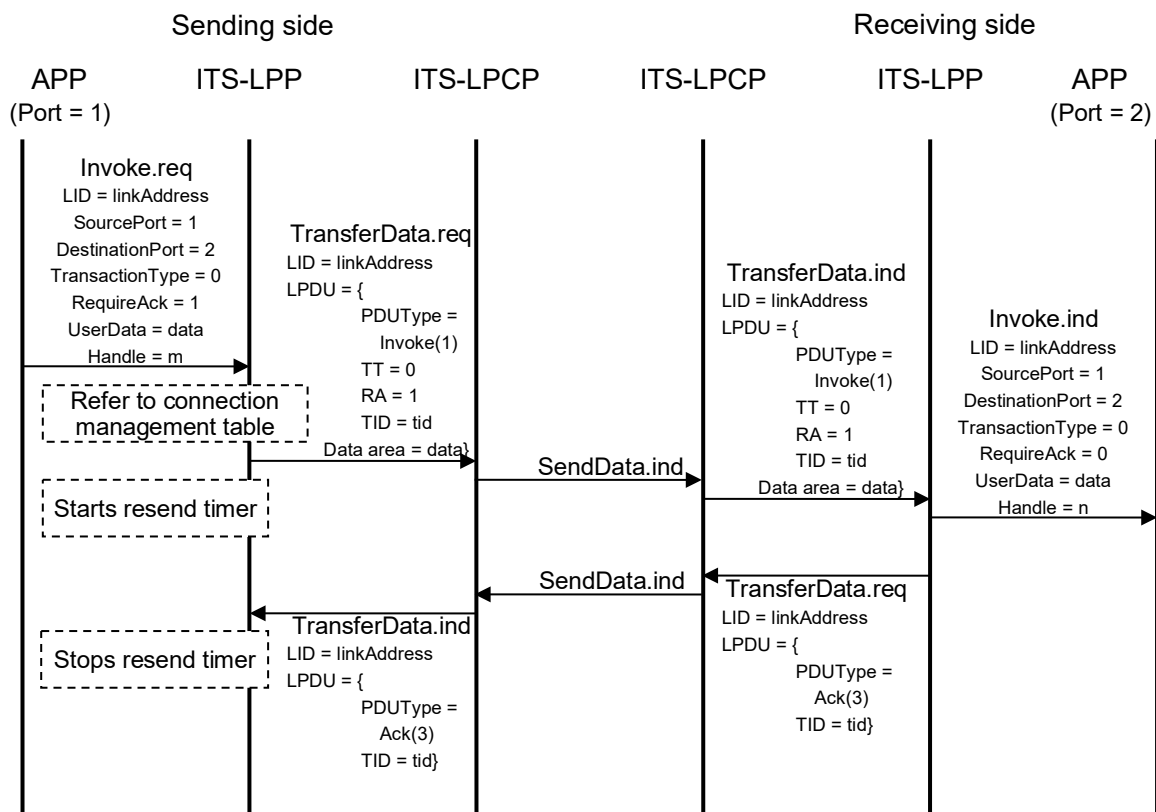 Sending side
Receiving side
APP
(Port = 1)
ITS-LPP
ITS-LPCP
ITS-LPCP
ITS-LPP
APP
(Port = 2)
Invoke.req
LID = linkAddress
SourcePort = 1
DestinationPort = 2
TransactionType = 0
RequireAck = 1
UserData = data
Handle = m
Refer to connection
management table
TransferData.req
LID = linkAddress
LPDU = {
PDUType =
Invoke(1)
TT = 0
RA = 1
TID = tid
Data area = data}
Starts resend timer
SendData.ind
TransferData.ind
LID = linkAddress
LPDU = {
PDUType =
Invoke(1)
TT = 0
RA = 1
TID = tid
Data area = data}
Invoke.ind
LID = linkAddress
SourcePort = 1
DestinationPort = 2
TransactionType = 0
RequireAck = 0
UserData = data
Handle = n
TransferData.req
LID = linkAddress
LPDU = {
PDUType =
Ack(3)
TID = tid}
SendData.ind
TransferData.ind
LID = linkAddress
LPDU = {
PDUType =
Ack(3)
TID = tid}
Stops resend timer